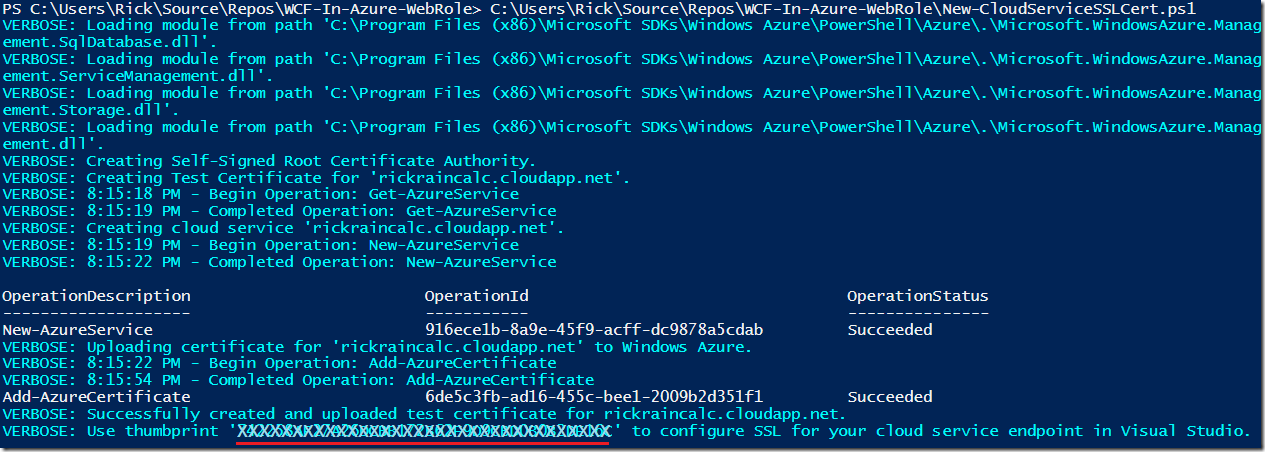 PS C:\Users\Rick\Source\Repos\WCF-In-Azure-WebRole> C:\Users\Rick\Source\Repos\WCF-In-Azure-WebRole\New-CloudServiceSSLCert.ps1
VERBOSE: Loading module from path 'C:\Program Files (x86)\Microsoft SDKs\Windows Azure\PowerShell\Azure\.\Microsoft.WindowsAzure.Manag
ement.SqlDatabase.dll'.
VERBOSE: Loading module from path 'C:\Program Files (x86)\Microsoft SDKs\Windows Azure\PowerShell\Azure\.\Microsoft.WindowsAzure.Manag
ement.ServiceManagement.dll'.
VERBOSE: Loading module from path 'C:\Program Files (x86)\Microsoft SDKs\Windows Azure\PowerShell\Azure\.\Microsoft.WindowsAzure.Manag
ement.Storage.dll'.
VERBOSE: Loading module from path 'C:\Program Files (x86)\Microsoft SDKs\Windows Azure\PowerShell\Azure\.\Microsoft.WindowsAzure.Manag
ement.dll'.
VERBOSE: Creating Self-Signed Root Certificate Authority.
VERBOSE: Creating Test Certificate for 'rickraincalc.cloudapp.net'.
VERBOSE: 8:15:18 PM - Begin Operation: Get-AzureService
VERBOSE: 8:15:19 PM - Completed Operation: Get-AzureService
VERBOSE: Creating cloud service 'rickraincalc.cloudapp.net'.
VERBOSE: 8:15:19 PM - Begin Operation: New-AzureService
VERBOSE: 8:15:22 PM - Completed Operation: New-AzureService
OperationDescription OperationId OperationStatus
-------------------- ----------- ---------------
New-AzureService 916ece1b-8a9e-45f9-acff-dc9878a5cdab Succeeded
VERBOSE: Uploading certificate for 'rickraincalc.cloudapp.net' to Windows Azure.
VERBOSE: 8:15:22 PM - Begin Operation: Add-AzureCertificate
VERBOSE: 8:15:54 PM - Completed Operation: Add-AzureCertificate
Add-AzureCertificate 6de5c3fb-ad16-455c-bee1-2009b2d351f1 Succeeded
VERBOSE: Successfully created and uploaded test certificate for rickraincalc.cloudapp.net.
VERBOSE: Use thumbprint ' ' to configure SSL for your cloud service endpoint in Visual Studio.